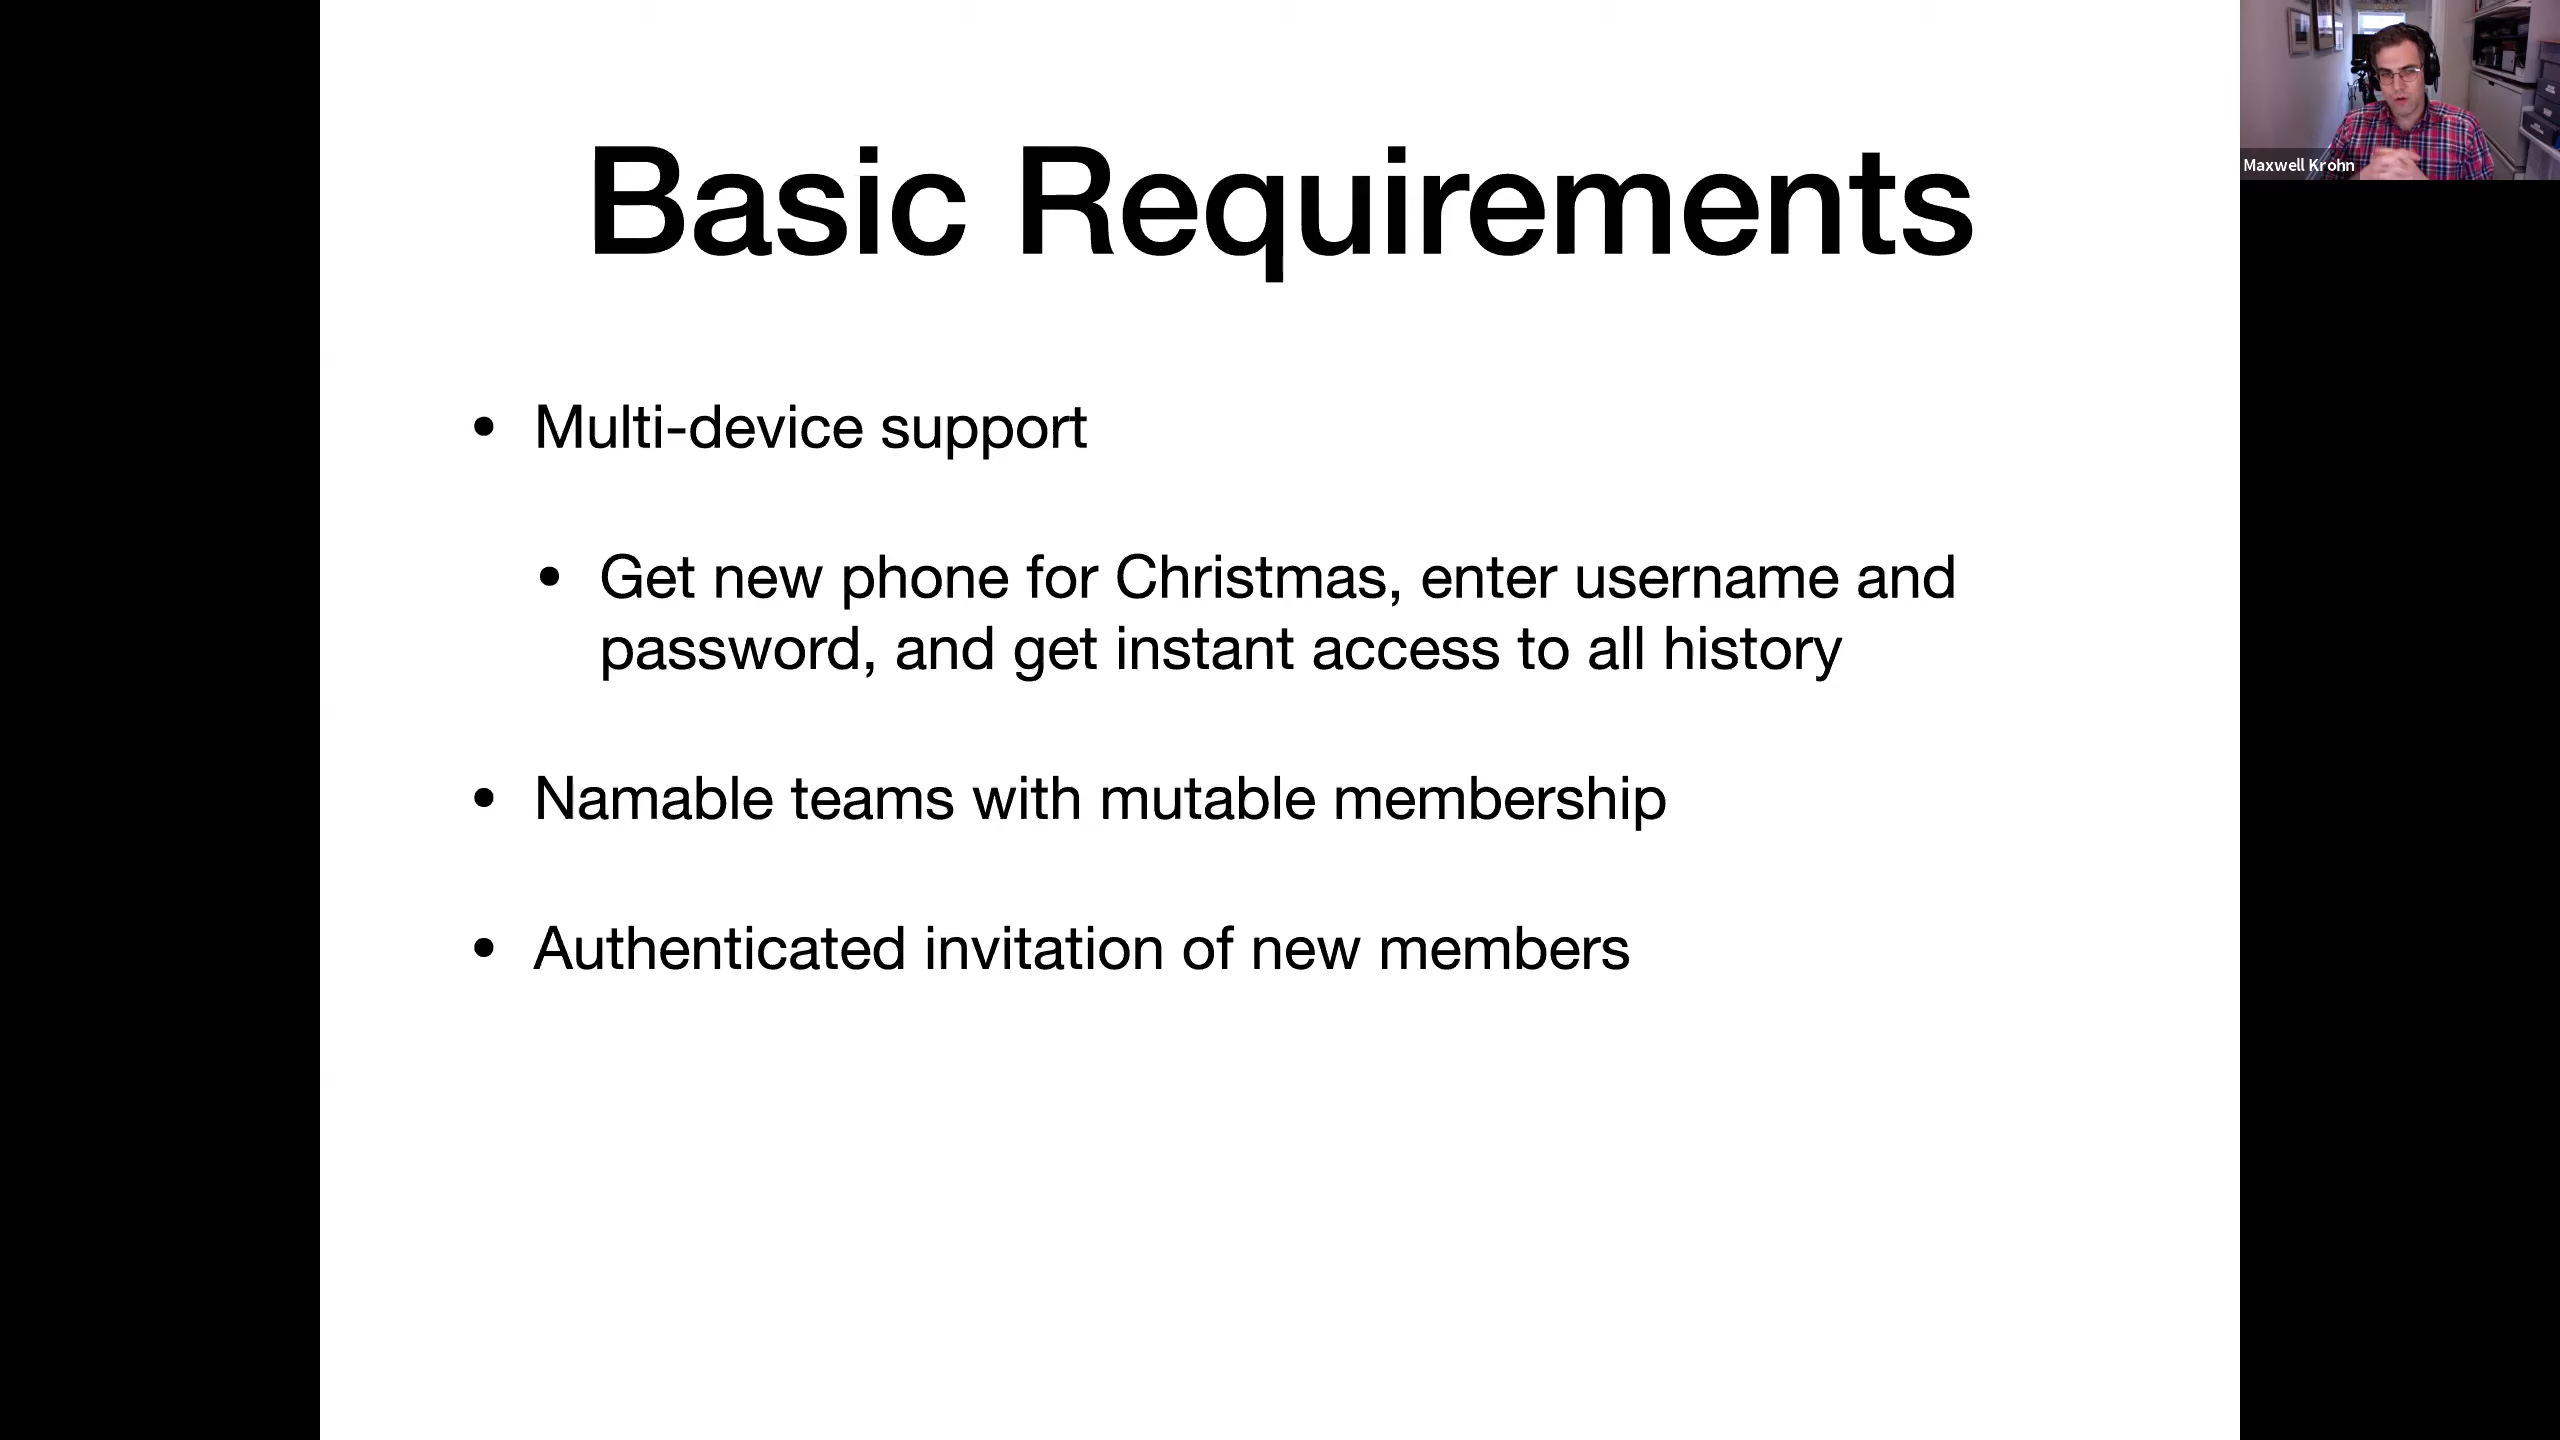 Basic Requirements
• Multi-device support
• Get new phone for Christmas, enter username and
password, and get instant access to all history
• Namable teams with mutable membership
• Authenticated invitation of new members
Maxwell Krohn